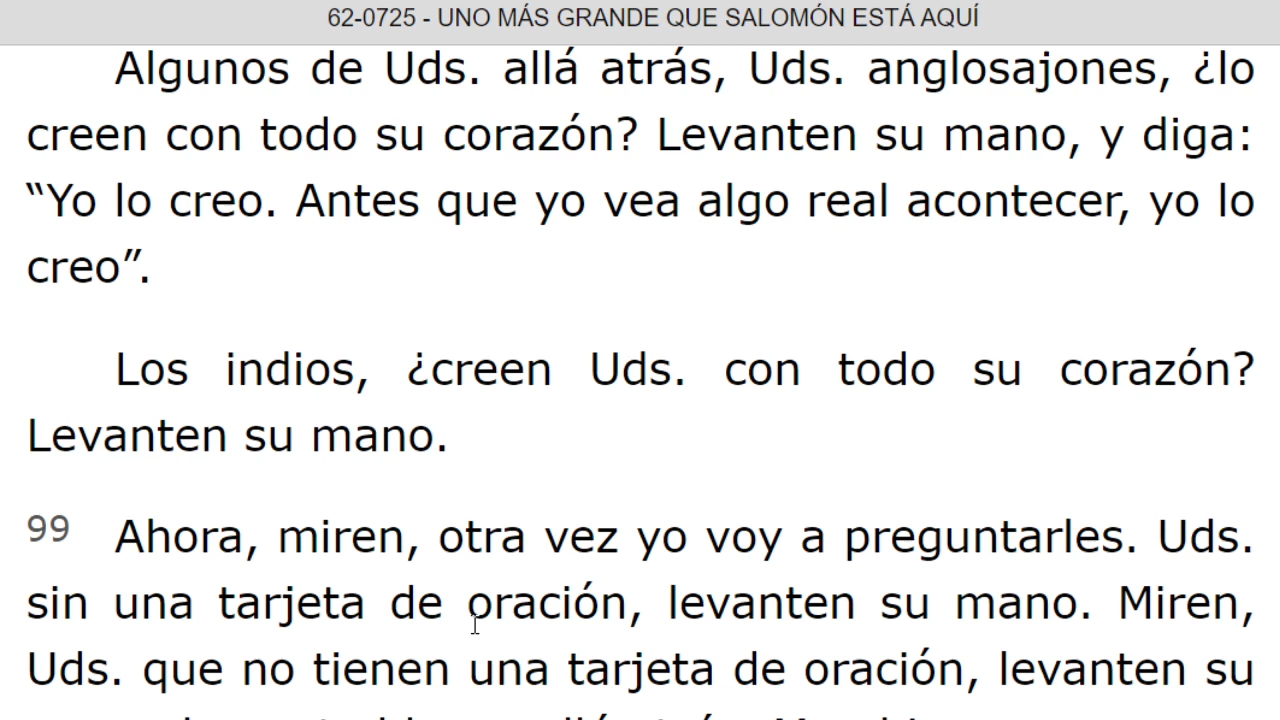 62-0725 - UNO MÁS GRANDE QUE SALOMÓN ESTÁ AQUÍ
Algunos de Uds. allá atrás, Uds. anglosajones, ¿lo
creen con todo su corazón? Levanten su mano, y diga:
“Yo lo creo. Antes que yo vea algo real acontecer, yo lo
creo”.
Los indios, ¿creen Uds. con todo su corazón?
Levanten su mano.
99 Ahora, miren, otra vez yo voy a preguntarles. Uds.
sin una tarjeta de oración, levanten su mano. Miren,
Uds. que no tienen una tarjeta de oración, levanten su